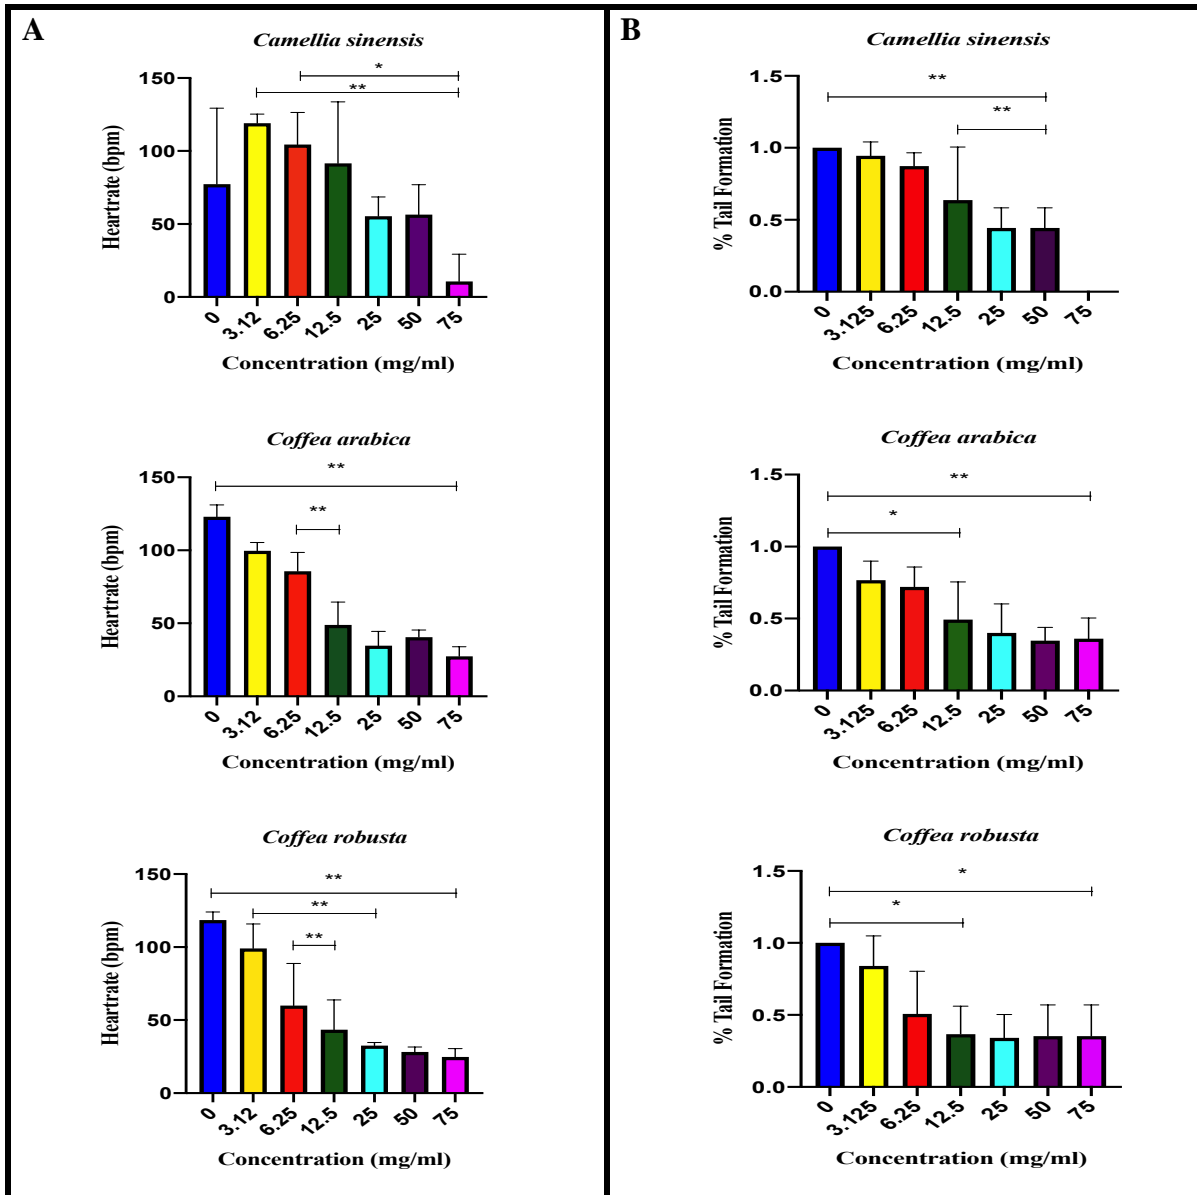 A
Camellia sinensis
*
**
150
100
50
0
Heartrate (bpm)
0 3.12 6.25 12.5 25 50 75
Concentration (mg/ml)
Coffea arabica
**
**
150
100
50
0
Heartrate (bpm)
0 3.12 6.25 12.5 25 50 75
Concentration (mg/ml)
Coffea robusta
**
**
**
150
100
50
0
Heartrate (bpm)
0 3.12 6.25 12.5 25 50 75
Concentration (mg/ml)
B
Camellia sinensis
**
**
1.5
1.0
0.5
0.0
% Tail Formation
0 3.125 6.25 12.5 25 50 75
Concentration (mg/ml)
Coffea arabica
**
*
1.5
1.0
0.5
0.0
% Tail Formation
0 3.125 6.25 12.5 25 50 75
Concentration (mg/ml)
Coffea robusta
*
*
1.5
1.0
0.5
0.0
% Tail Formation
0 3.125 6.25 12.5 25 50 75
Concentration (mg/ml)